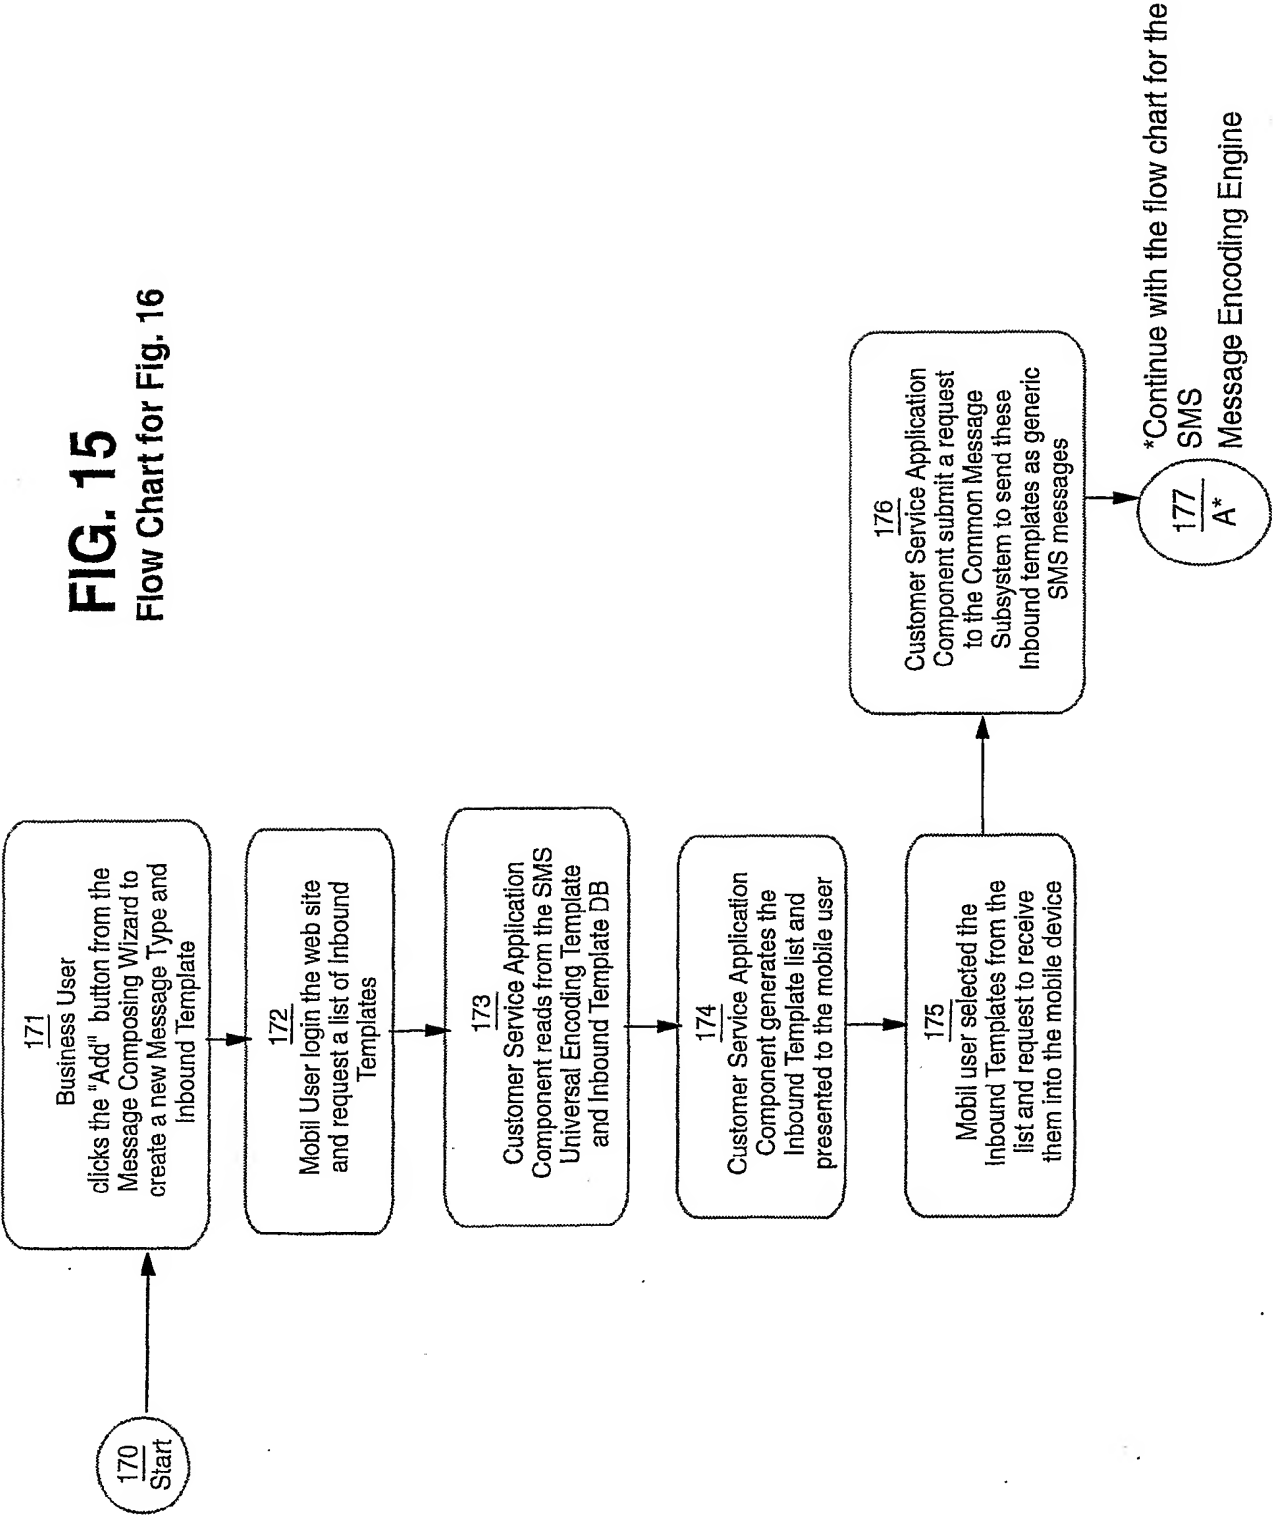 FIG. 15
Flow Chart for Fig. 16
170
Start
171
Business User
clicks the "Add" button from the
Message Composing Wizard to
create a new Message Type and
Inbound Template
172
Mobil User login the web site
and request a list of Inbound
Templates
173
Customer Service Application
Component reads from the SMS
Universal Encoding Template
and Inbound Template DB
174
Customer Service Application
Component generates the
Inbound Template list and
presented to the mobile user
175
Mobil user selected the
Inbound Templates from the
list and request to receive
them into the mobile device
176
Customer Service Application
Component submit a request
to the Common Message
Subsystem to send these
Inbound templates as generic
SMS messages
177
A*
*Continue with the flow chart for the
SMS
Message Encoding Engine